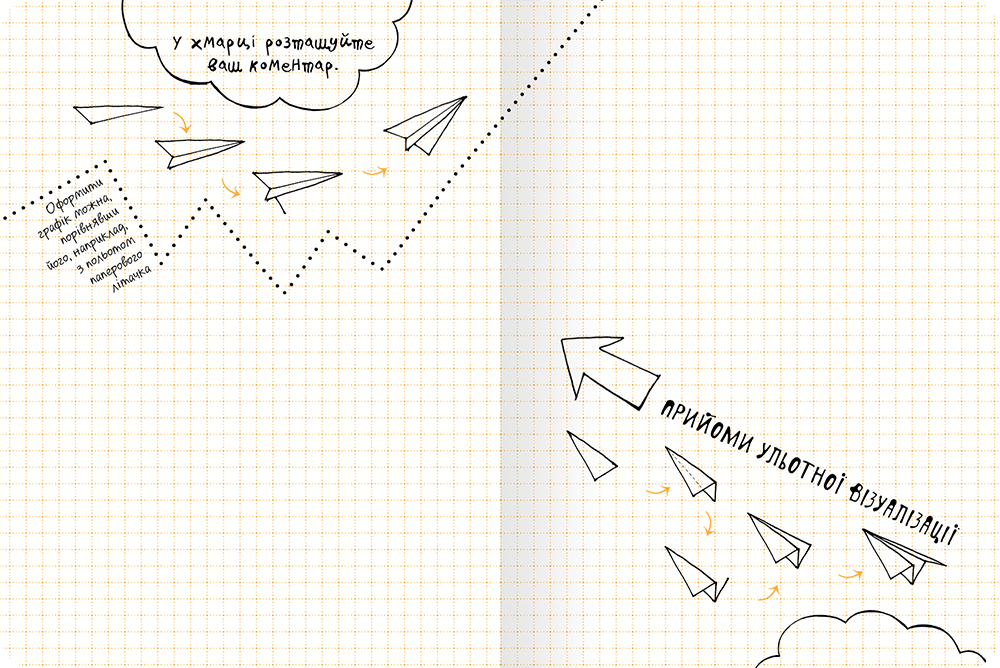 У хмарці розташуйте
ваш коментар.
Оформити
графік можна,
порівнявши
його, наприклад,
з польотом
паперового
літачка
ПРИЙОМИ УЛЬОТНОЇ ВІЗУАЛІЗАЦІЇ